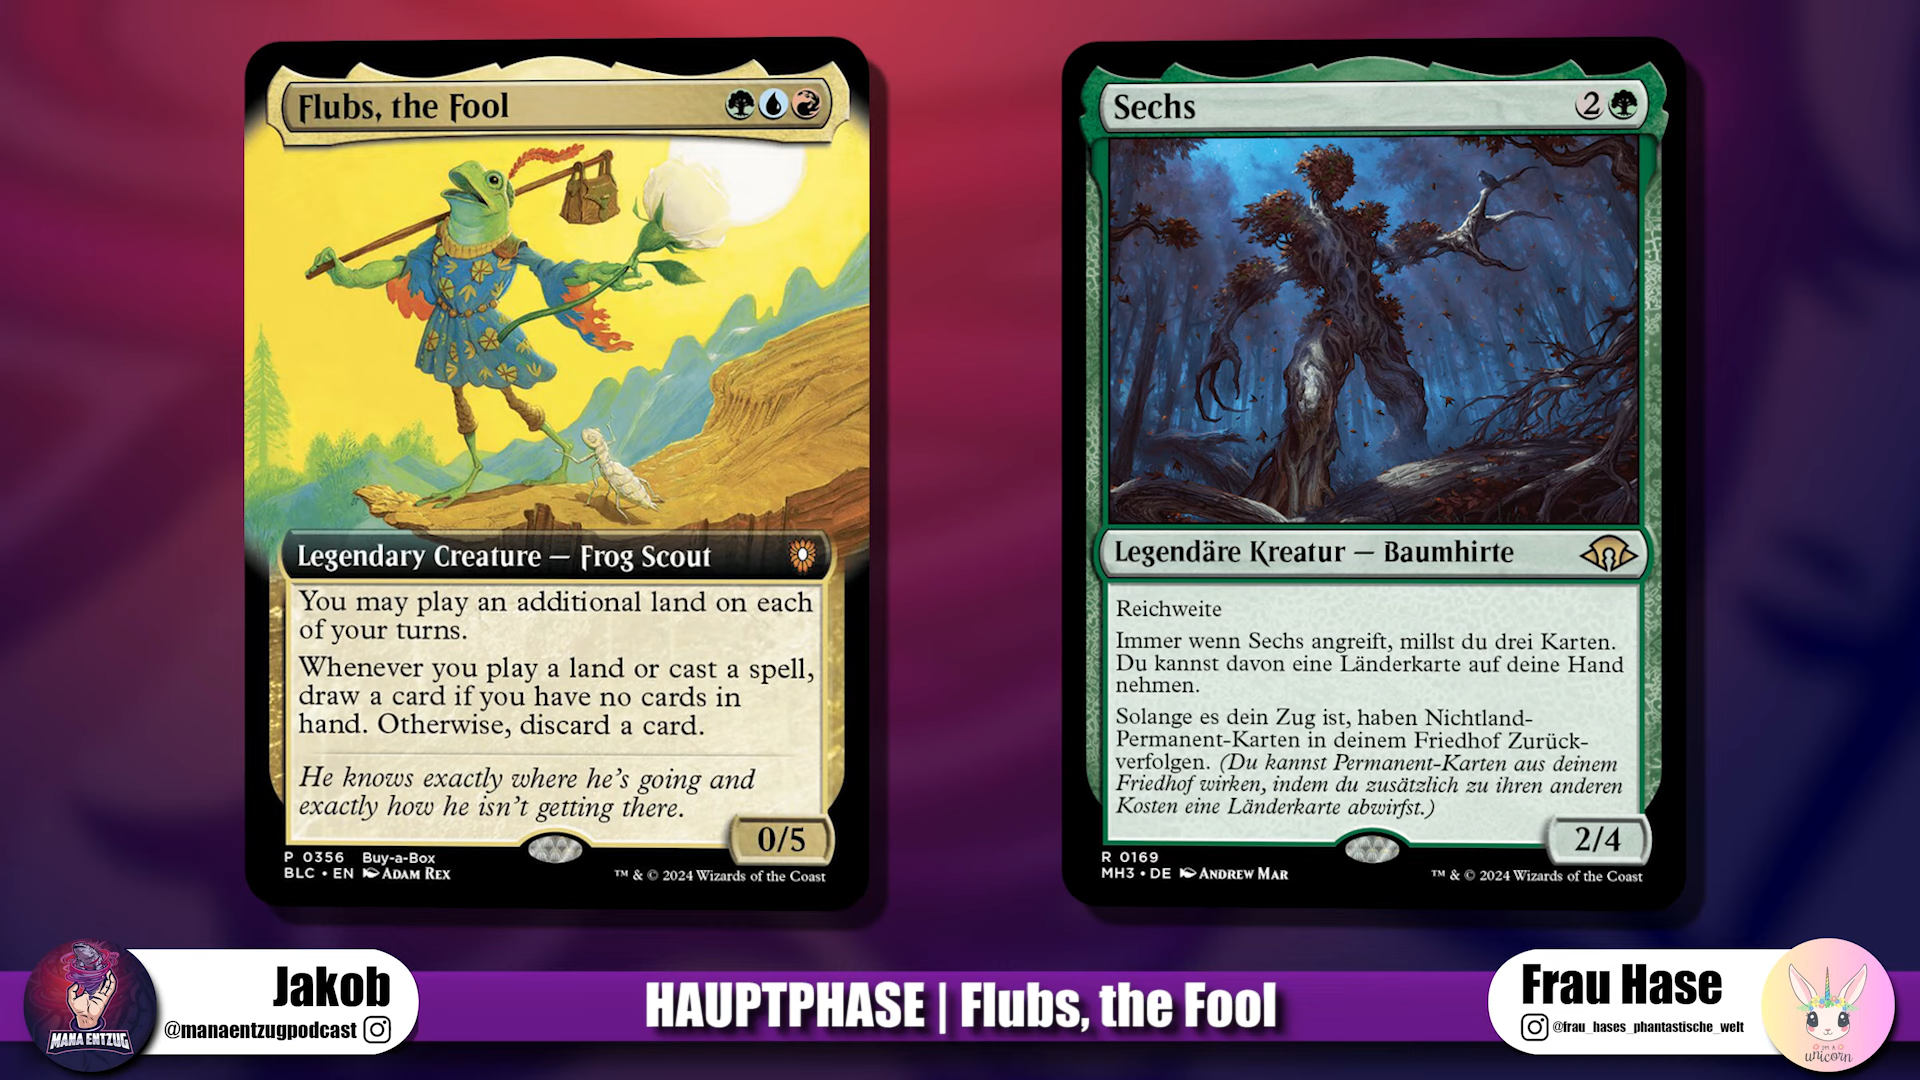 Flubs, the Fool
Legendary Creature — Frog Scout
You may play an additional land on each
of your turns.
Whenever you play a land or cast a spell,
draw a card if you have no cards in
hand. Otherwise, discard a card.
He knows exactly where he's going and
exactly how he isn't getting there.
0/5
P 0356 Buy-a-Box
BLC • EN ADAM REX
™ & © 2024 Wizards of the Coast
Sechs
2
Legendäre Kreatur — Baumhirte
Reichweite
Immer wenn Sechs angreift, millst du drei Karten.
Du kannst davon eine Länderkarte auf deine Hand
nehmen.
Solange es dein Zug ist, haben Nichtland-
Permanent-Karten in deinem Friedhof Zurück-
verfolgen. (Du kannst Permanent-Karten aus deinem
Friedhof wirken, indem du zusätzlich zu ihren anderen
Kosten eine Länderkarte abwirfst.)
2/4
R 0169
MH3 • DE ANDREW MAR
™ & © 2024 Wizards of the Coast
MANA ENTZUG
Jakob
@manaentzugpodcast
HAUPTPHASE | Flubs, the Fool
Frau Hase
@frau_hases_phantastische_welt
I'M A
unicorn